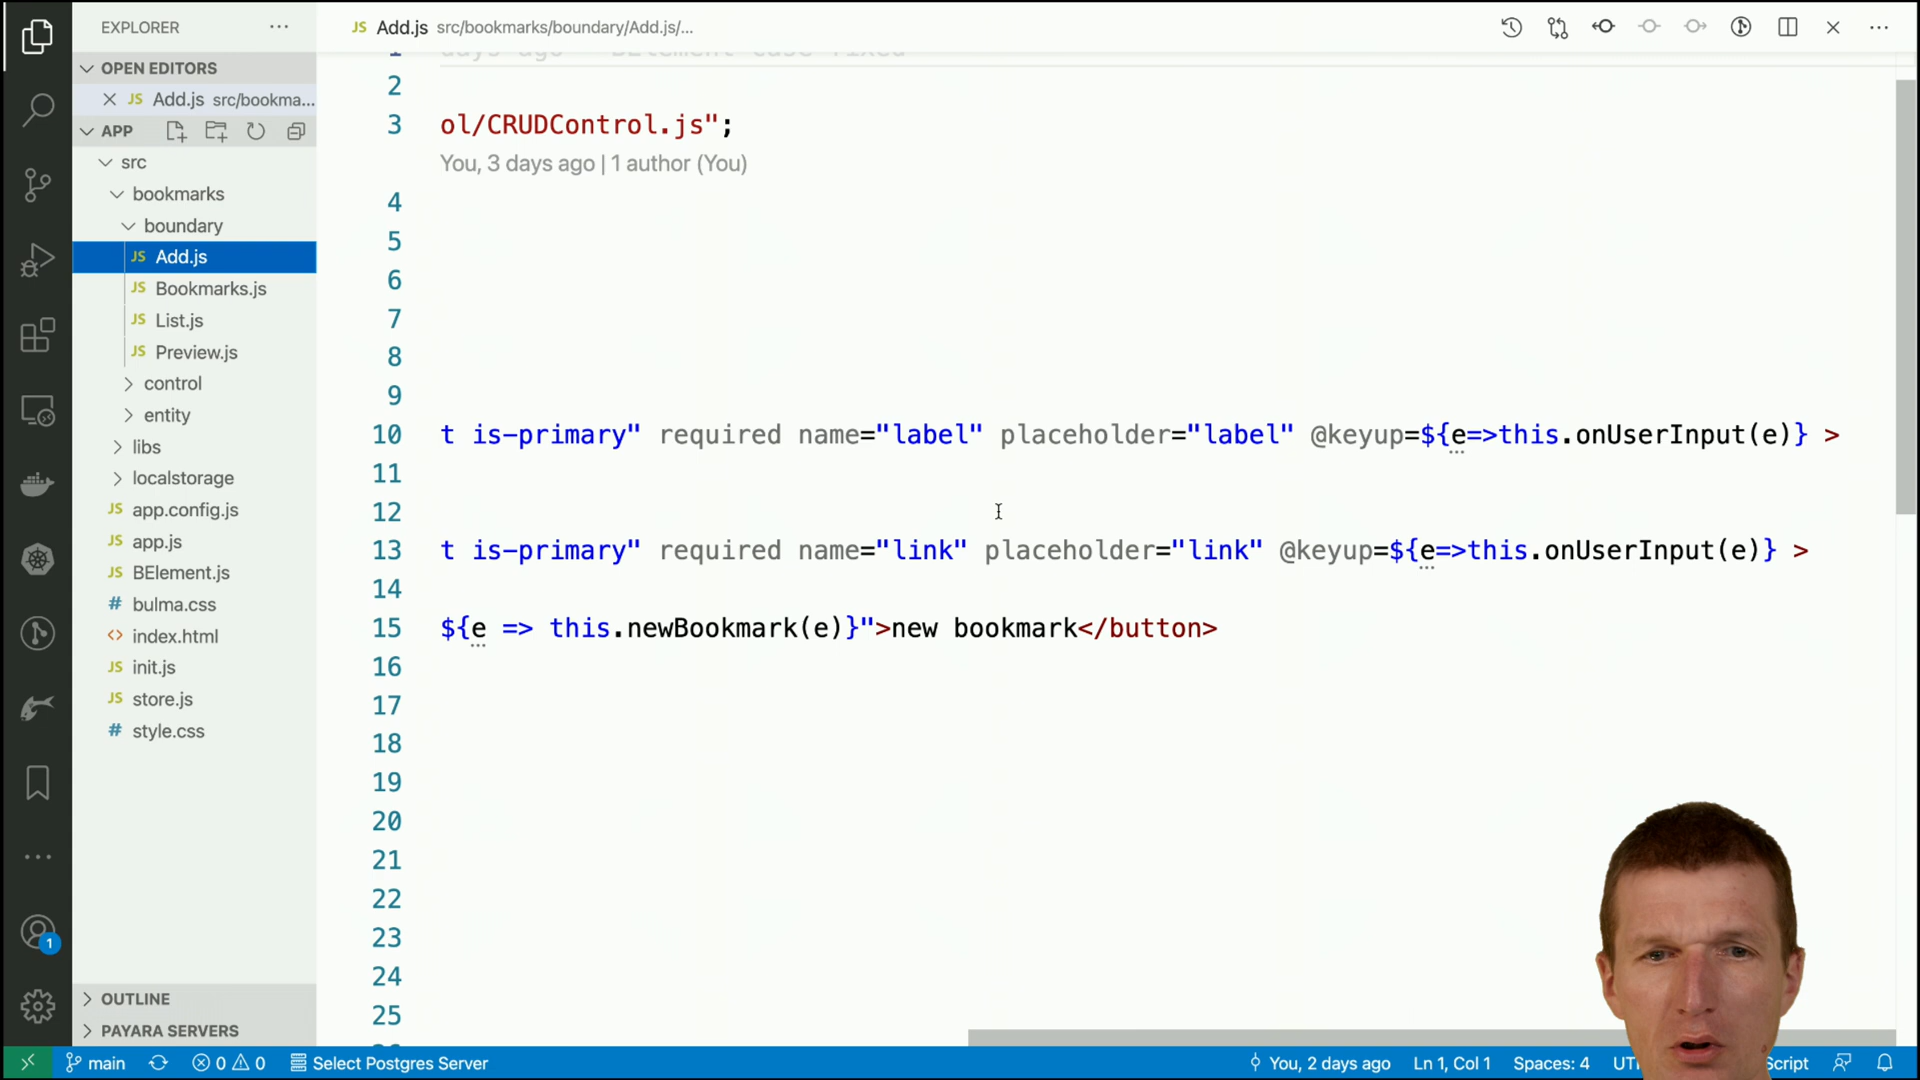 EXPLORER
OPEN EDITORS
JS Add.js src/bookma...
APP
src
bookmarks
boundary
JS Add.js
JS Bookmarks.js
JS List.js
JS Preview.js
control
entity
libs
localstorage
JS app.config.js
JS app.js
JS BElement.js
# bulma.css
<> index.html
JS init.js
JS store.js
# style.css
OUTLINE
PAYARA SERVERS
JS Add.js src/bookmarks/boundary/Add.js/...
2
3 ol/CRUDControl.js";
You, 3 days ago | 1 author (You)
4
5
6
7
8
9
10 t is-primary" required name="label" placeholder="label" @keyup=${e=>this.onUserInput(e)} >
11
12
13 t is-primary" required name="link" placeholder="link" @keyup=${e=>this.onUserInput(e)} >
14
15 ${e => this.newBookmark(e)}">new bookmark</button>
16
17
18
19
20
21
22
23
24
25
1
main 0 0 Select Postgres Server You, 2 days ago Ln 1, Col 1 Spaces: 4